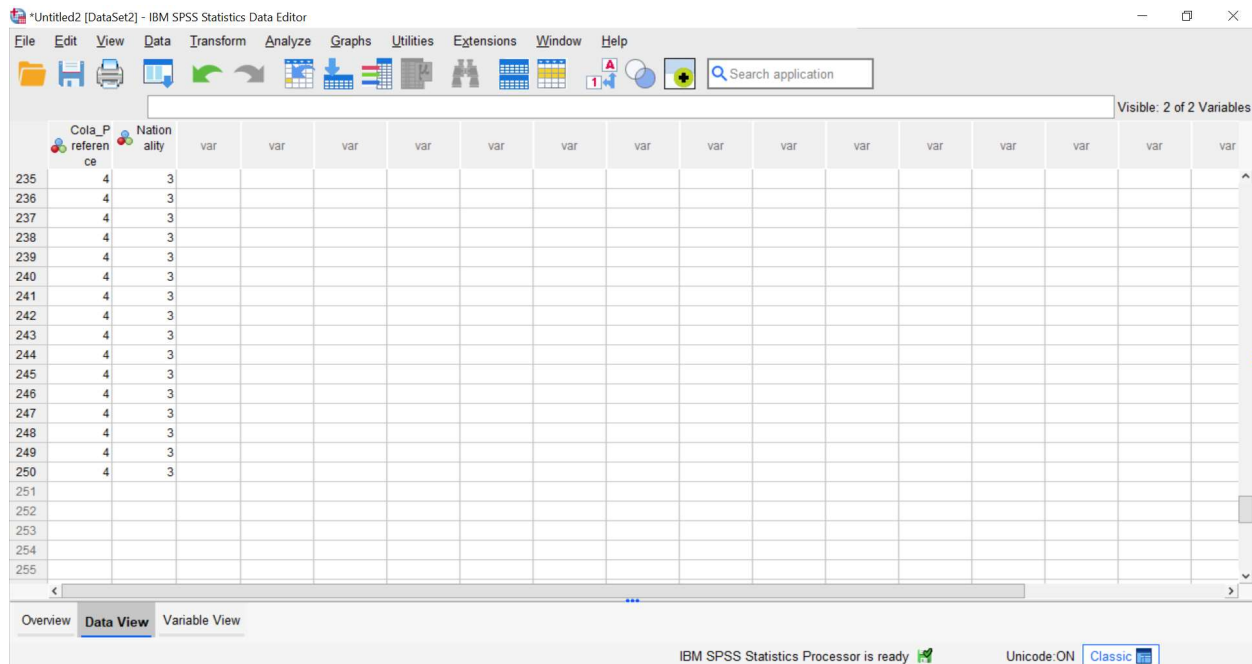 *Untitled2 [DataSet2] - IBM SPSS Statistics Data Editor
File Edit View Data Transform Analyze Graphs Utilities Extensions Window Help
Search application
Visible: 2 of 2 Variables
Cola_P
referen
ce
Nation
ality
var var var var var var var var var var var var var var var
235 4 3
236 4 3
237 4 3
238 4 3
239 4 3
240 4 3
241 4 3
242 4 3
243 4 3
244 4 3
245 4 3
246 4 3
247 4 3
248 4 3
249 4 3
250 4 3
251
252
253
254
255
Overview Data View Variable View
IBM SPSS Statistics Processor is ready Unicode:ON Classic